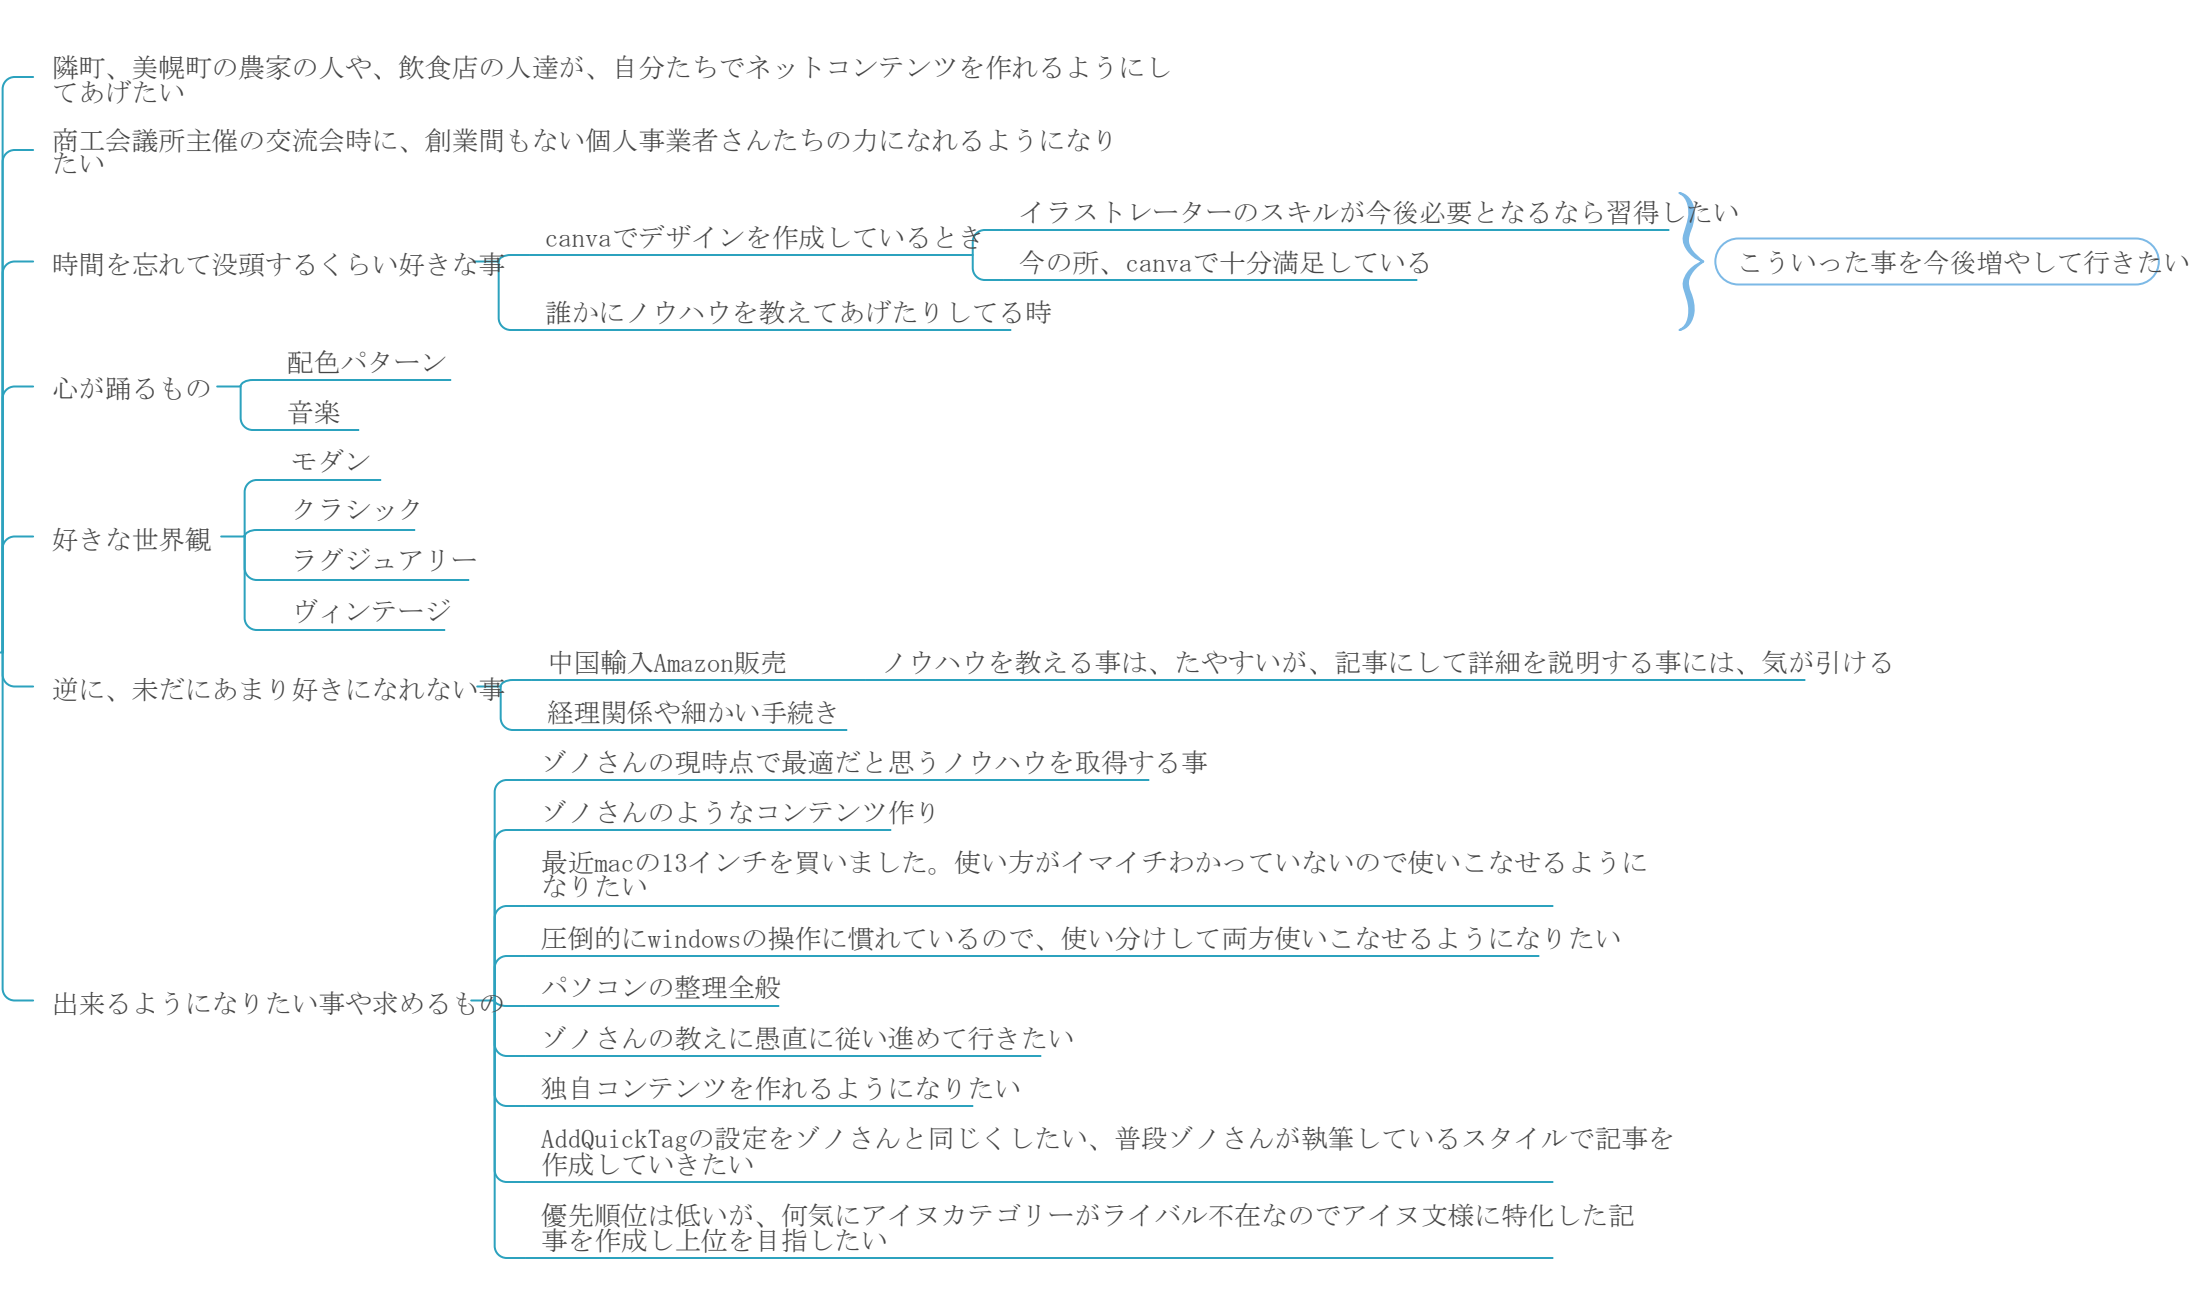 隣町、美幌町の農家の人や、飲食店の人達が、自分たちでネットコンテンツを作れるようにし
てあげたい
商工会議所主催の交流会時に、創業間もない個人事業者さんたちの力になれるようになり
たい
時間を忘れて没頭するくらい好きな事
canvaでデザインを作成しているとき
イラストレーターのスキルが今後必要となるなら習得したい
今の所、canvaで十分満足している
誰かにノウハウを教えてあげたりしてる時
こういった事を今後増やして行きたい
心が踊るもの
配色パターン
音楽
好きな世界観
モダン
クラシック
ラグジュアリー
ヴィンテージ
逆に、未だにあまり好きになれない事
中国輸入Amazon販売
ノウハウを教える事は、たやすいが、記事にして詳細を説明する事には、気が引ける
経理関係や細かい手続き
出来るようになりたい事や求めるもの
ゾノさんの現時点で最適だと思うノウハウを取得する事
ゾノさんのようなコンテンツ作り
最近macの13インチを買いました。使い方がイマイチわかっていないので使いこなせるように
なりたい
圧倒的にwindowsの操作に慣れているので、使い分けして両方使いこなせるようになりたい
パソコンの整理全般
ゾノさんの教えに愚直に従い進めて行きたい
独自コンテンツを作れるようになりたい
AddQuickTagの設定をゾノさんと同じくしたい、普段ゾノさんが執筆しているスタイルで記事を
作成していきたい
優先順位は低いが、何気にアイヌカテゴリーがライバル不在なのでアイヌ文様に特化した記
事を作成し上位を目指したい